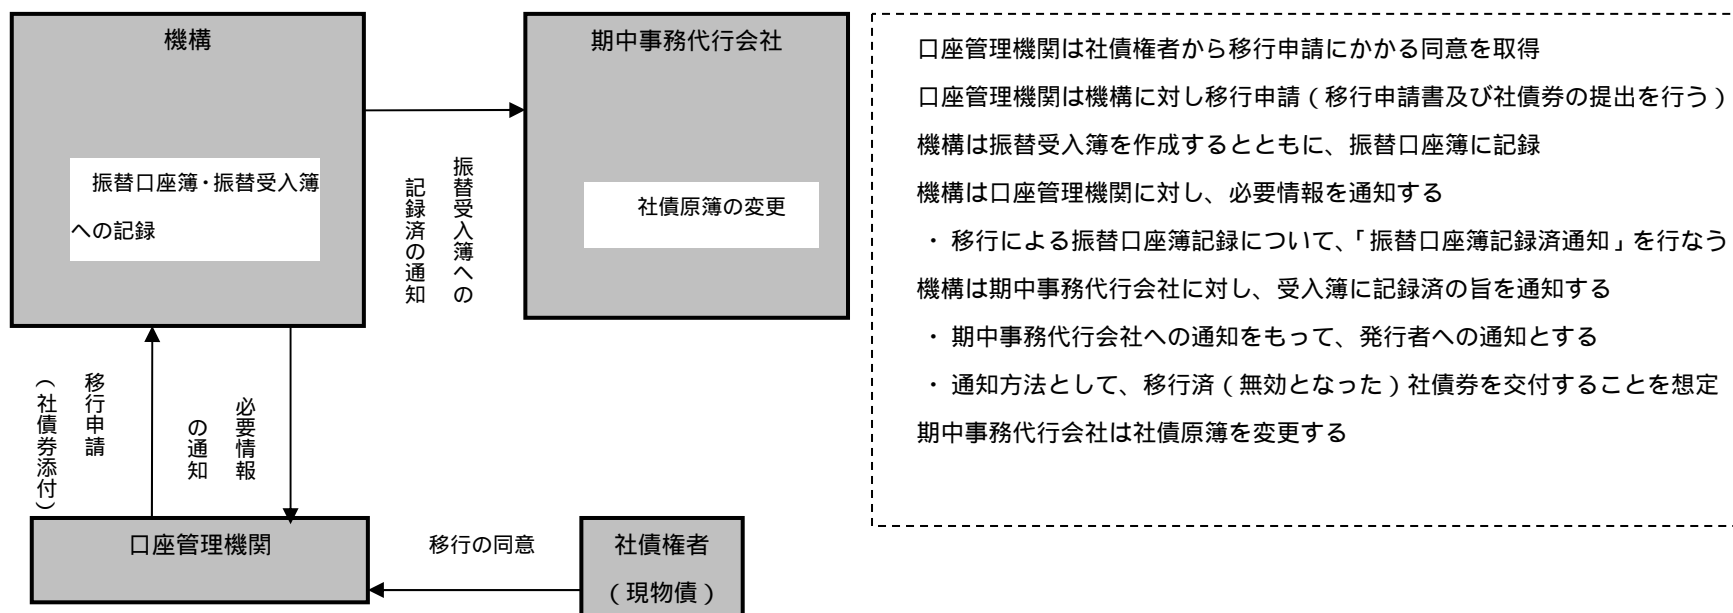 機構
振替口座簿・振替受入簿
への記録
期中事務代行会社
社債原簿の変更
振替受入簿への
記録済の通知
移行申請
(社債券添付)
必要情報
の通知
口座管理機関
移行の同意
社債権者
(現物債)
口座管理機関は社債権者から移行申請にかかる同意を取得
口座管理機関は機構に対し移行申請(移行申請書及び社債券の提出を行う)
機構は振替受入簿を作成するとともに、振替口座簿に記録
機構は口座管理機関に対し、必要情報を通知する
・ 移行による振替口座簿記録について、「振替口座簿記録済通知」を行なう
機構は期中事務代行会社に対し、受入簿に記録済の旨を通知する
・ 期中事務代行会社への通知をもって、発行者への通知とする
・ 通知方法として、移行済(無効となった)社債券を交付することを想定
期中事務代行会社は社債原簿を変更する